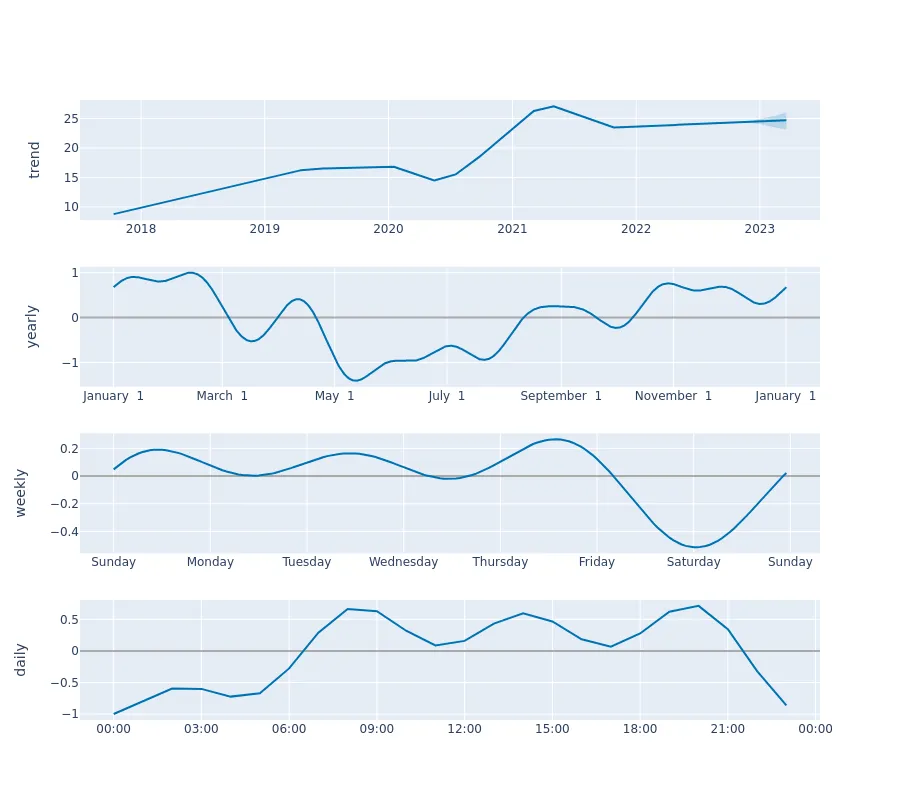 trend
25
20
15
10
2018 2019 2020 2021 2022 2023
yearly
1
0
−1
January 1 March 1 May 1 July 1 September 1 November 1 January 1
weekly
0.2
0
−0.2
−0.4
Sunday Monday Tuesday Wednesday Thursday Friday Saturday Sunday
daily
0.5
0
−0.5
−1
00:00 03:00 06:00 09:00 12:00 15:00 18:00 21:00 00:00